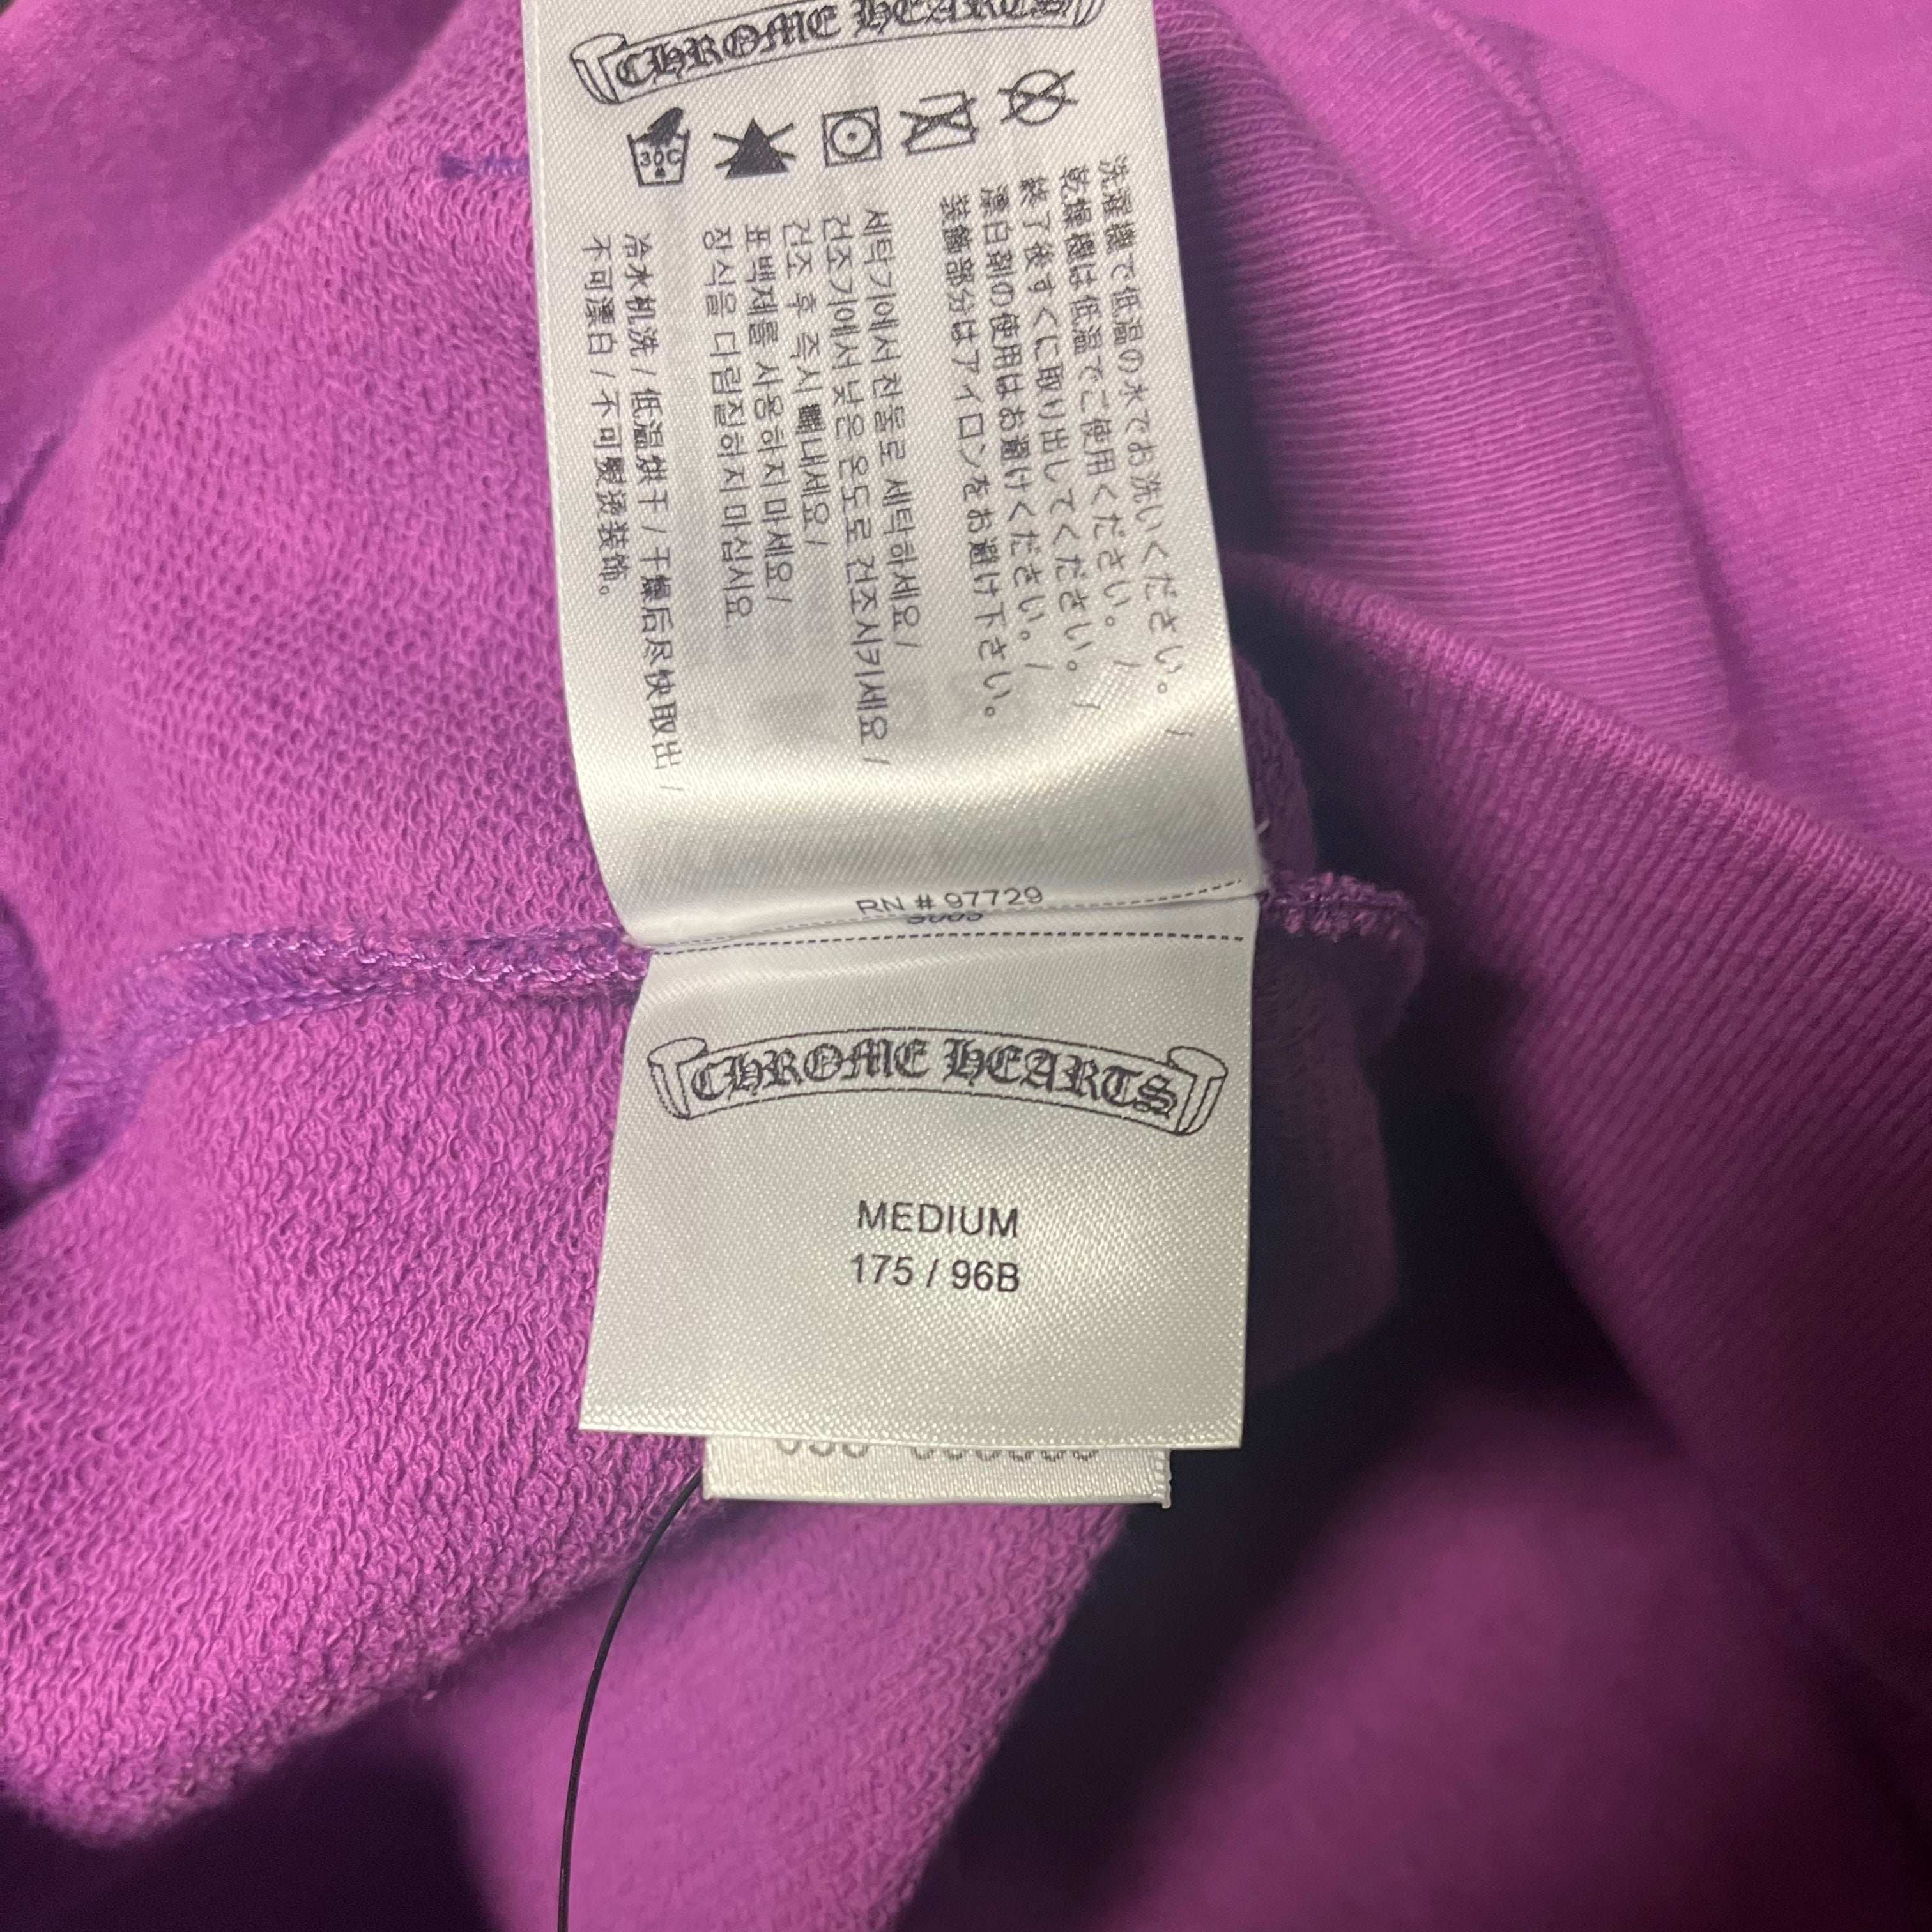 CHROME HEARTS
30C
洗濯機で低温の水でお洗いください。 /
乾燥機は低温でご使用ください。 /
終了後すぐに取り出してください。 /
漂白剤の使用はお避けください。 /
装飾部分はアイロンをお避け下さい。
세탁기에서 찬물로 세탁하세요 /
건조기에서 낮은 온도로 건조시키세요 /
건조 후 즉시 빼내세요 /
표백제를 사용하지 마세요 /
장식을 다림질하지 마십시오.
冷水机洗 / 低温烘干 / 干燥后尽快取出 /
不可漂白 / 不可熨烫装饰。
RN # 97729
CHROME HEARTS
MEDIUM
175 / 96B